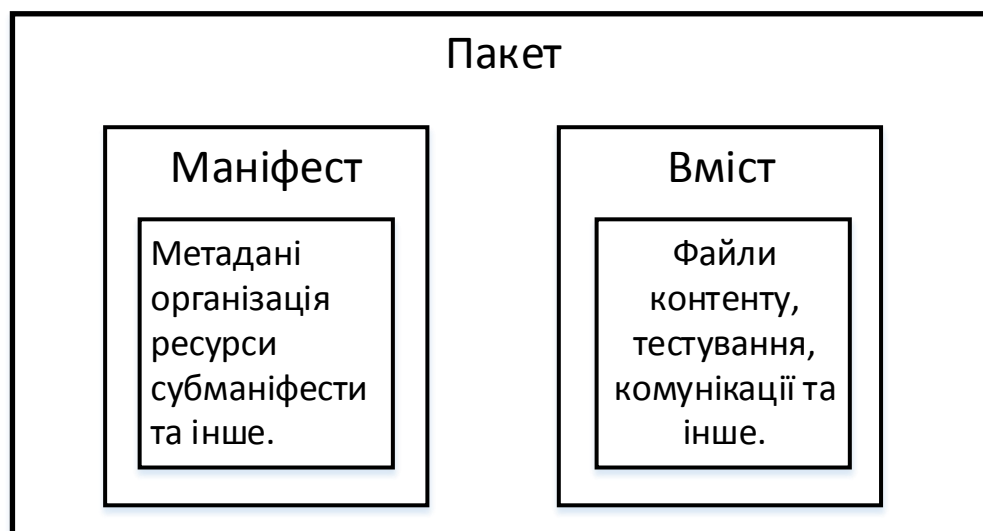 Пакет
Маніфест
Метадані
організація
ресурси
субманіфести
та інше.
Вміст
Файли
контенту,
тестування,
комунікації та
інше.